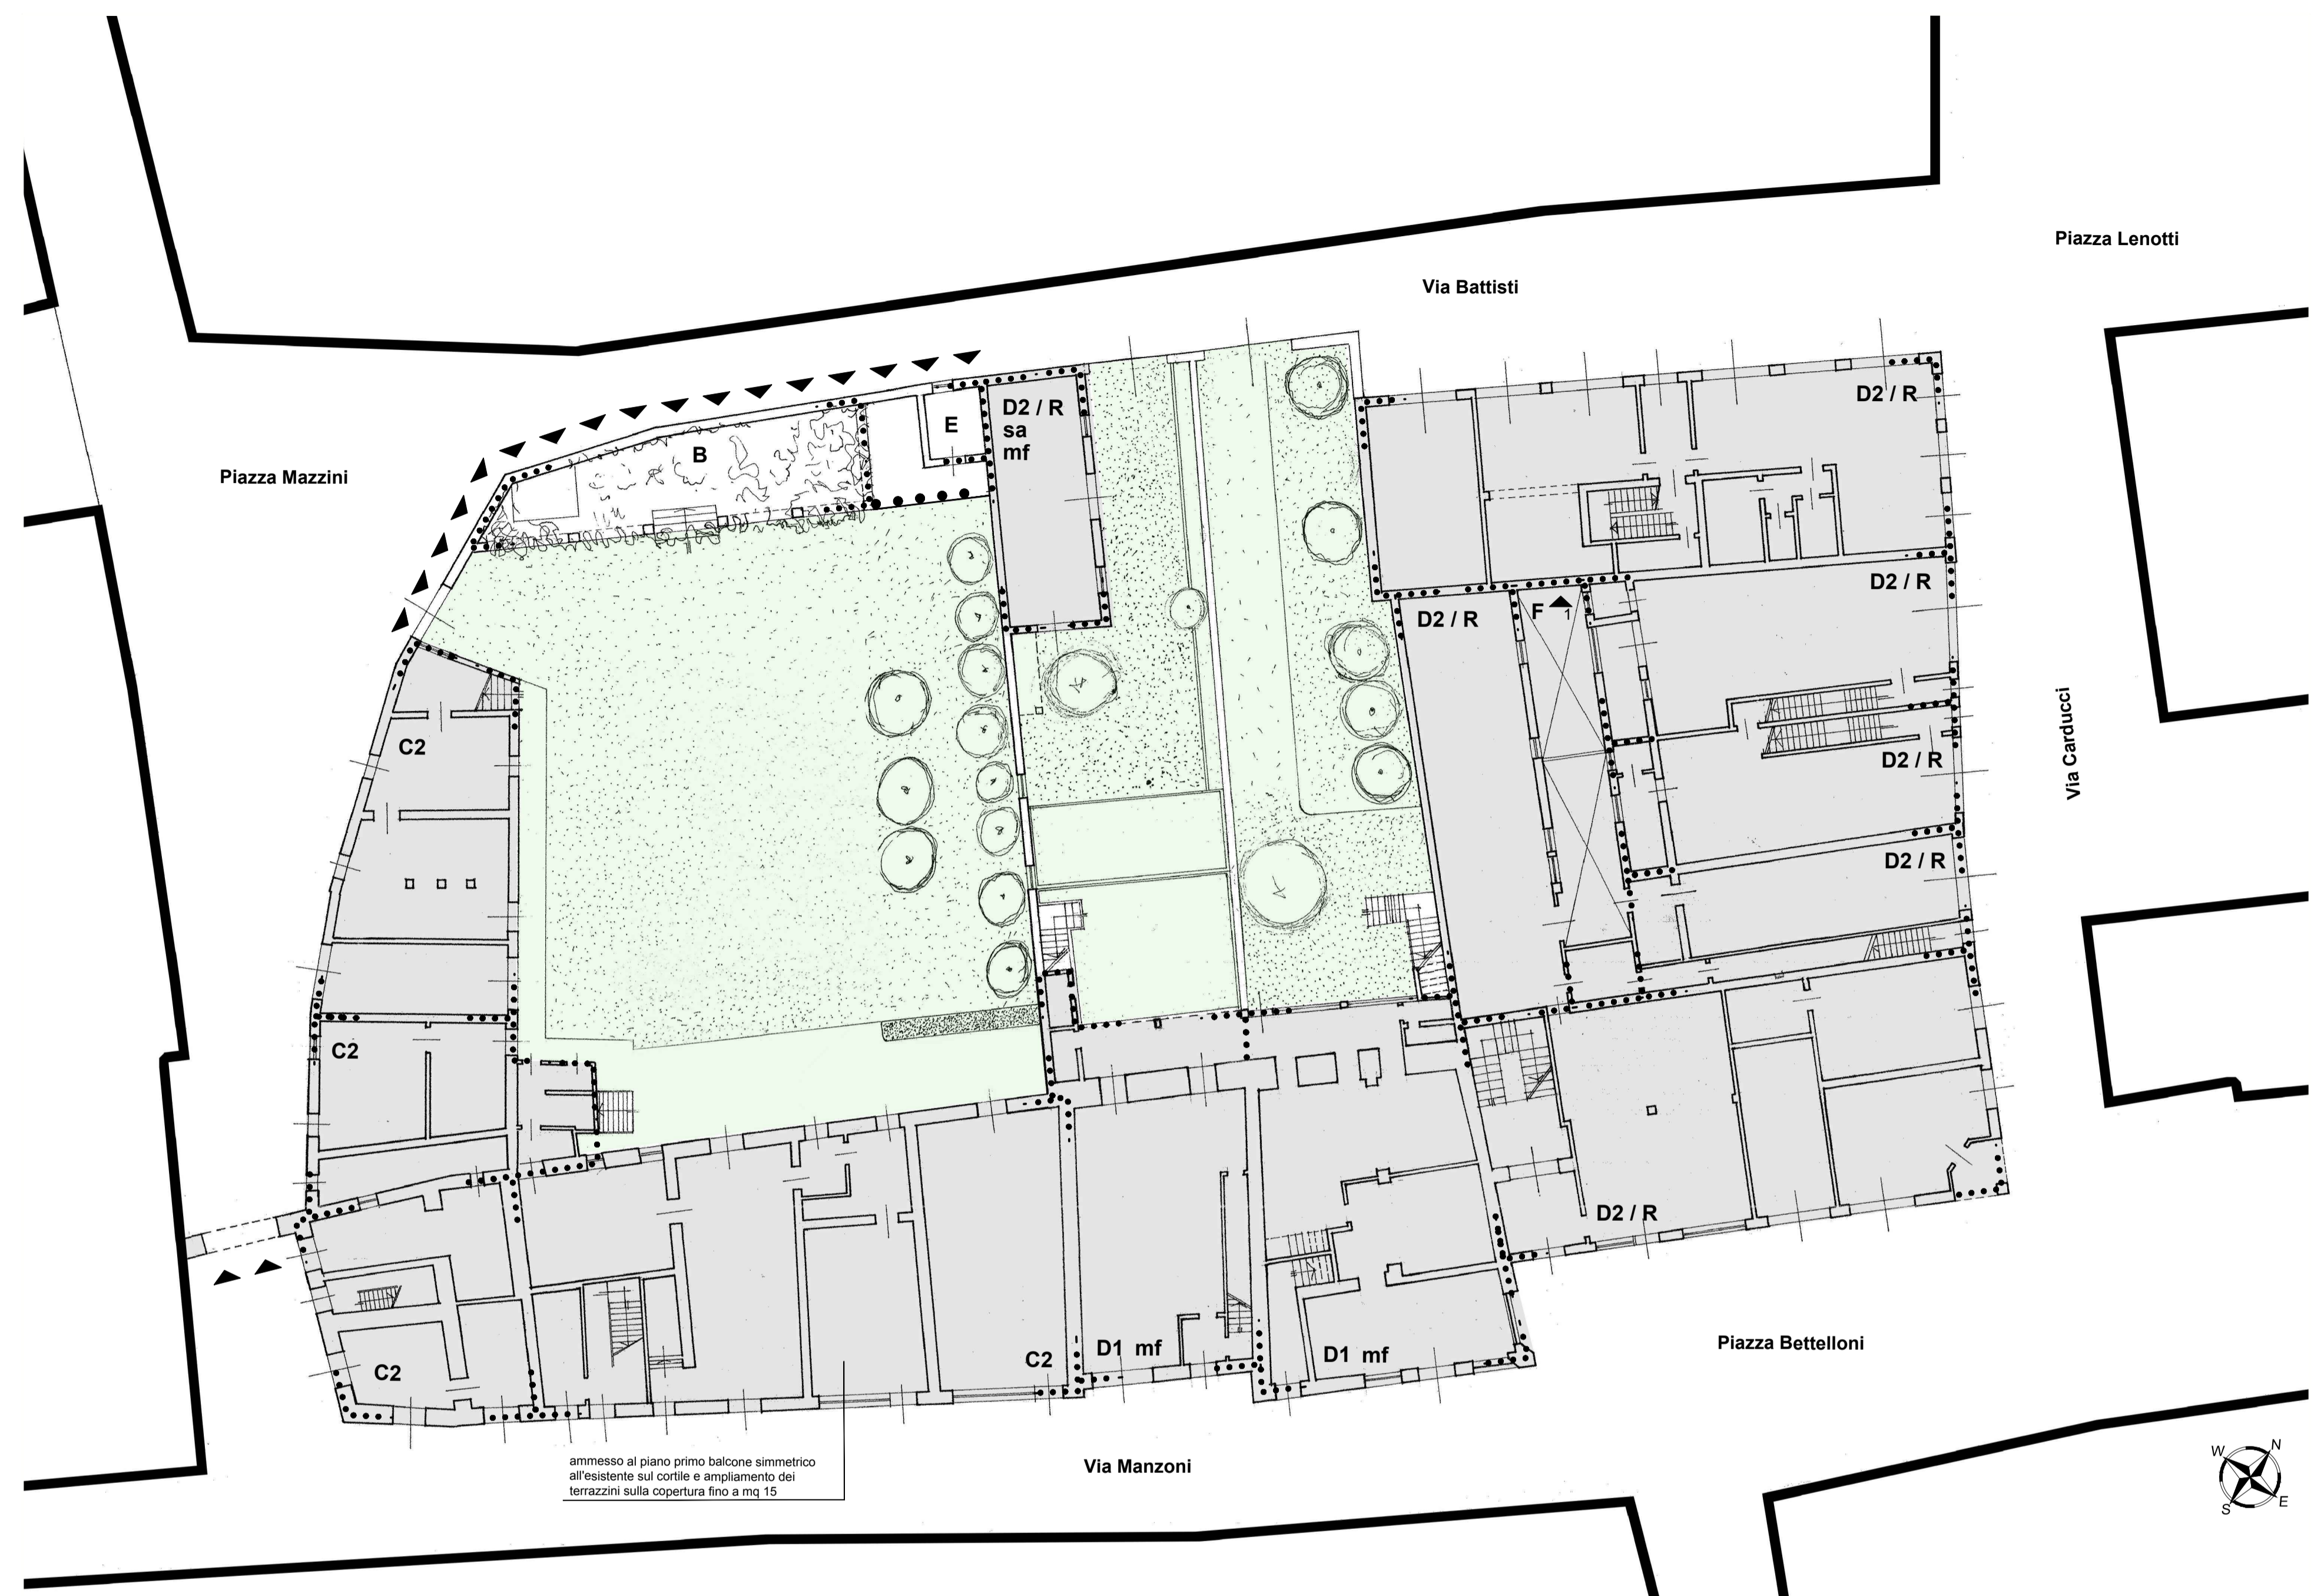 Piazza Lenotti
Via Battisti
D2 / R
D2 / R
sa
mf
E
B
Piazza Mazzini
D2 / R
F 1
D2 / R
Via Carducci
C2
D2 / R
D2 / R
C2
D2 / R
Piazza Bettelloni
D1 mf
D1 mf
C2
C2
ammesso al piano primo balcone simmetrico
all'esistente sul cortile e ampliamento dei
terrazzini sulla copertura fino a mq 15
Via Manzoni
W N
S E